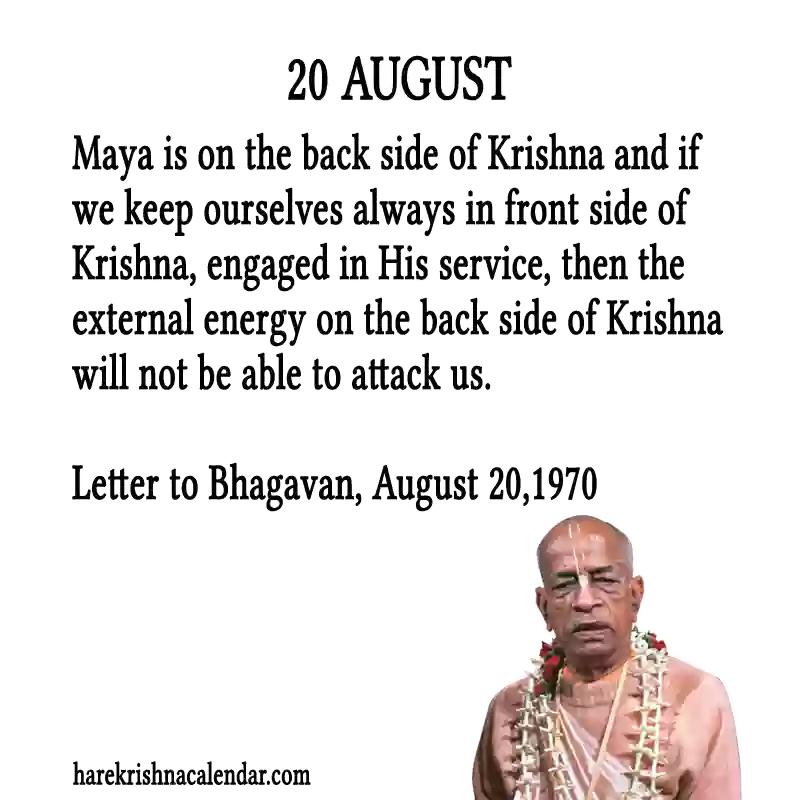 20 AUGUST
Maya is on the back side of Krishna and if
we keep ourselves always in front side of
Krishna, engaged in His service, then the
external energy on the back side of Krishna
will not be able to attack us.
Letter to Bhagavan, August 20,1970
harekrishnacalendar.com